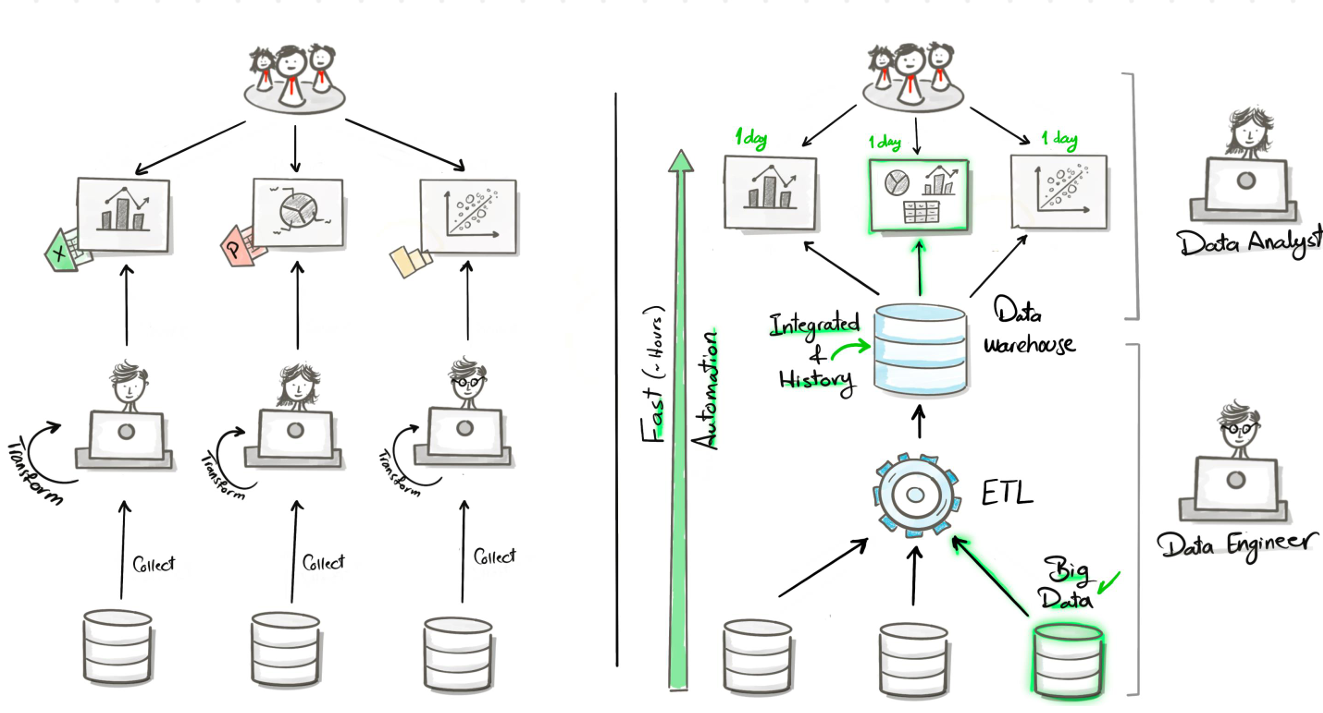 X
P
Transform
Transform
Transform
Collect
Collect
Collect
1 day
1 day
1 day
Data Analyst
Fast (~ Hours)
Automation
Integrated
&
History
Data
warehouse
ETL
Big
Data
Data Engineer